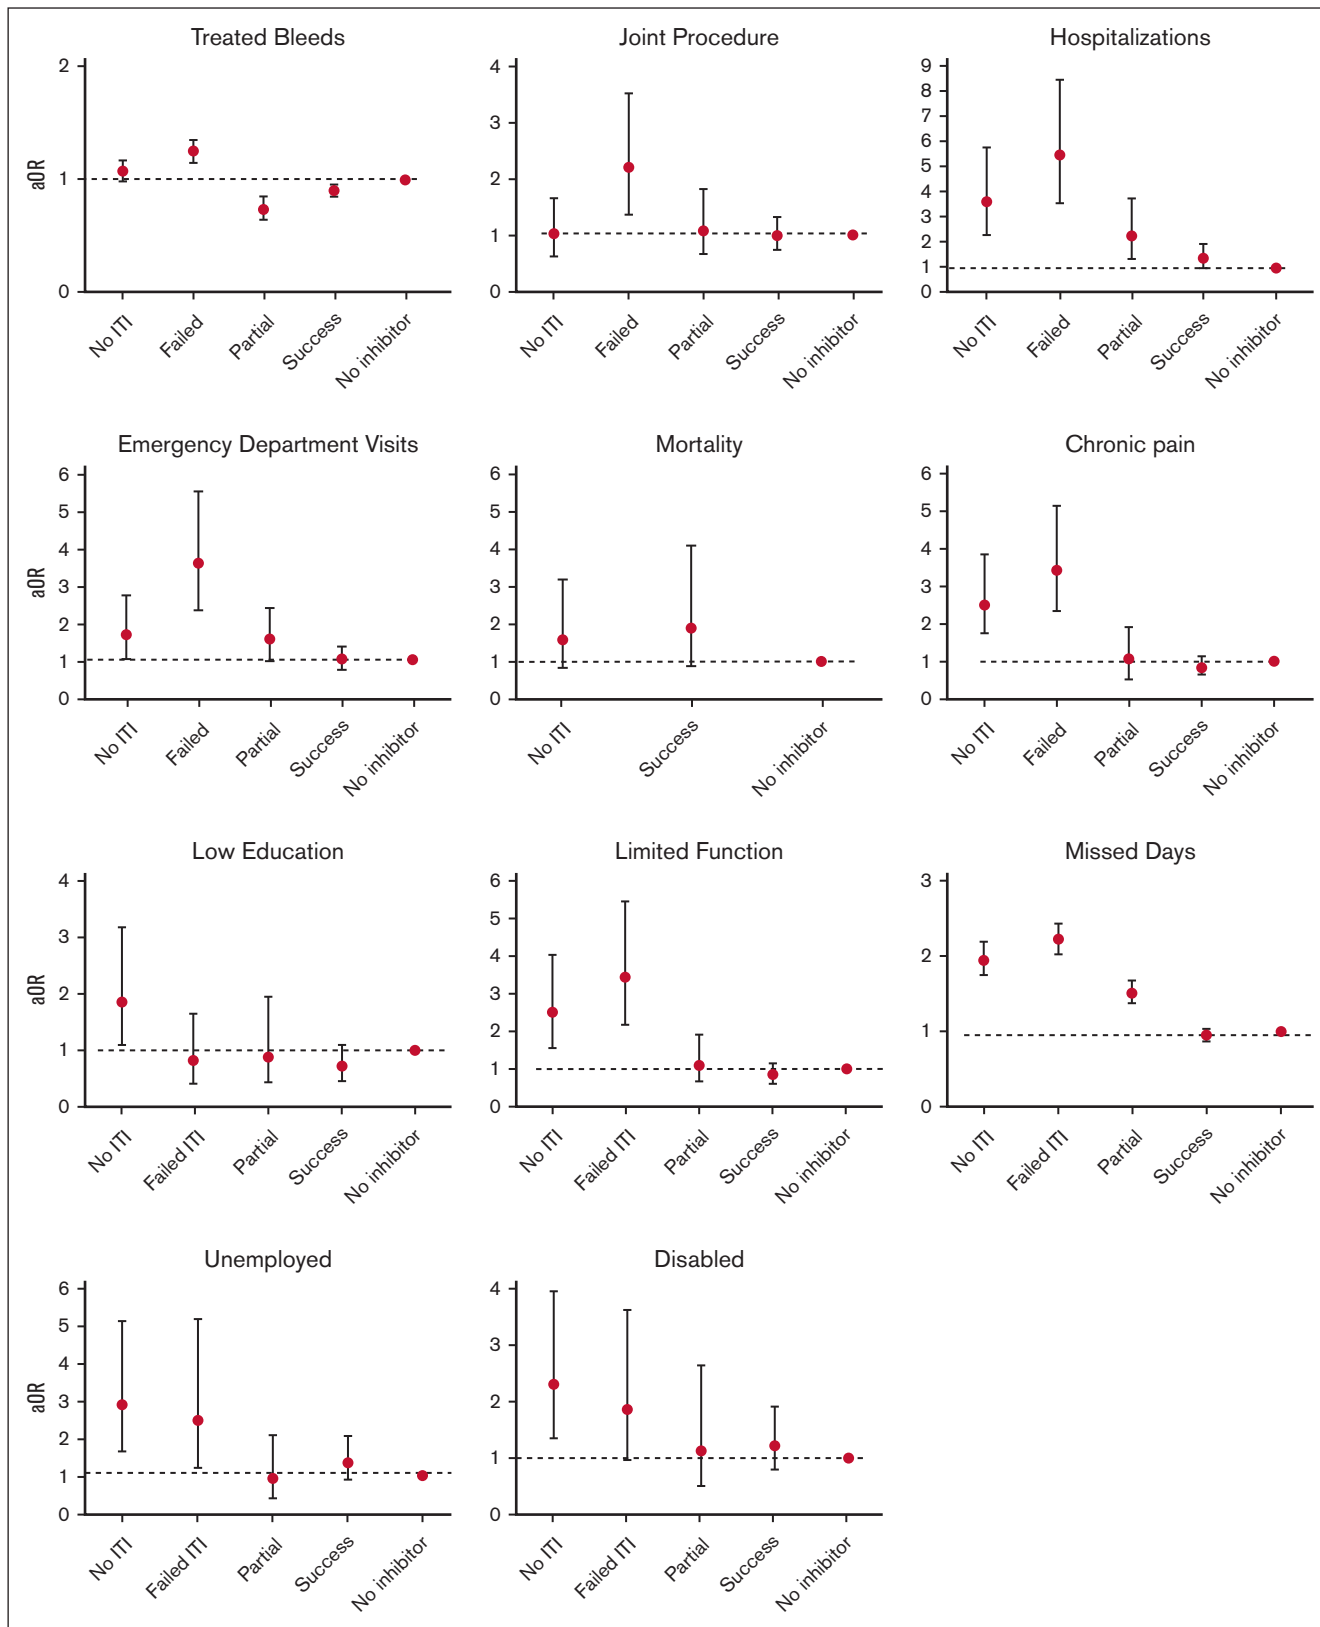 Treated Bleeds
aOR
2
1
0
No ITI
Failed
Partial
Success
No inhibitor
Joint Procedure
4
3
2
1
0
No ITI
Failed
Partial
Success
No inhibitor
Hospitalizations
9
8
7
6
5
4
3
2
1
0
No ITI
Failed
Partial
Success
No inhibitor
Emergency Department Visits
aOR
6
5
4
3
2
1
0
No ITI
Failed
Partial
Success
No inhibitor
Mortality
6
5
4
3
2
1
0
No ITI
Success
No inhibitor
Chronic pain
6
5
4
3
2
1
0
No ITI
Failed
Partial
Success
No inhibitor
Low Education
aOR
4
3
2
1
0
No ITI
Failed ITI
Partial
Success
No inhibitor
Limited Function
6
5
4
3
2
1
0
No ITI
Failed ITI
Partial
Success
No inhibitor
Missed Days
3
2
1
0
No ITI
Failed ITI
Partial
Success
No inhibitor
Unemployed
aOR
6
5
4
3
2
1
0
No ITI
Failed ITI
Partial
Success
No inhibitor
Disabled
4
3
2
1
0
No ITI
Failed ITI
Partial
Success
No inhibitor